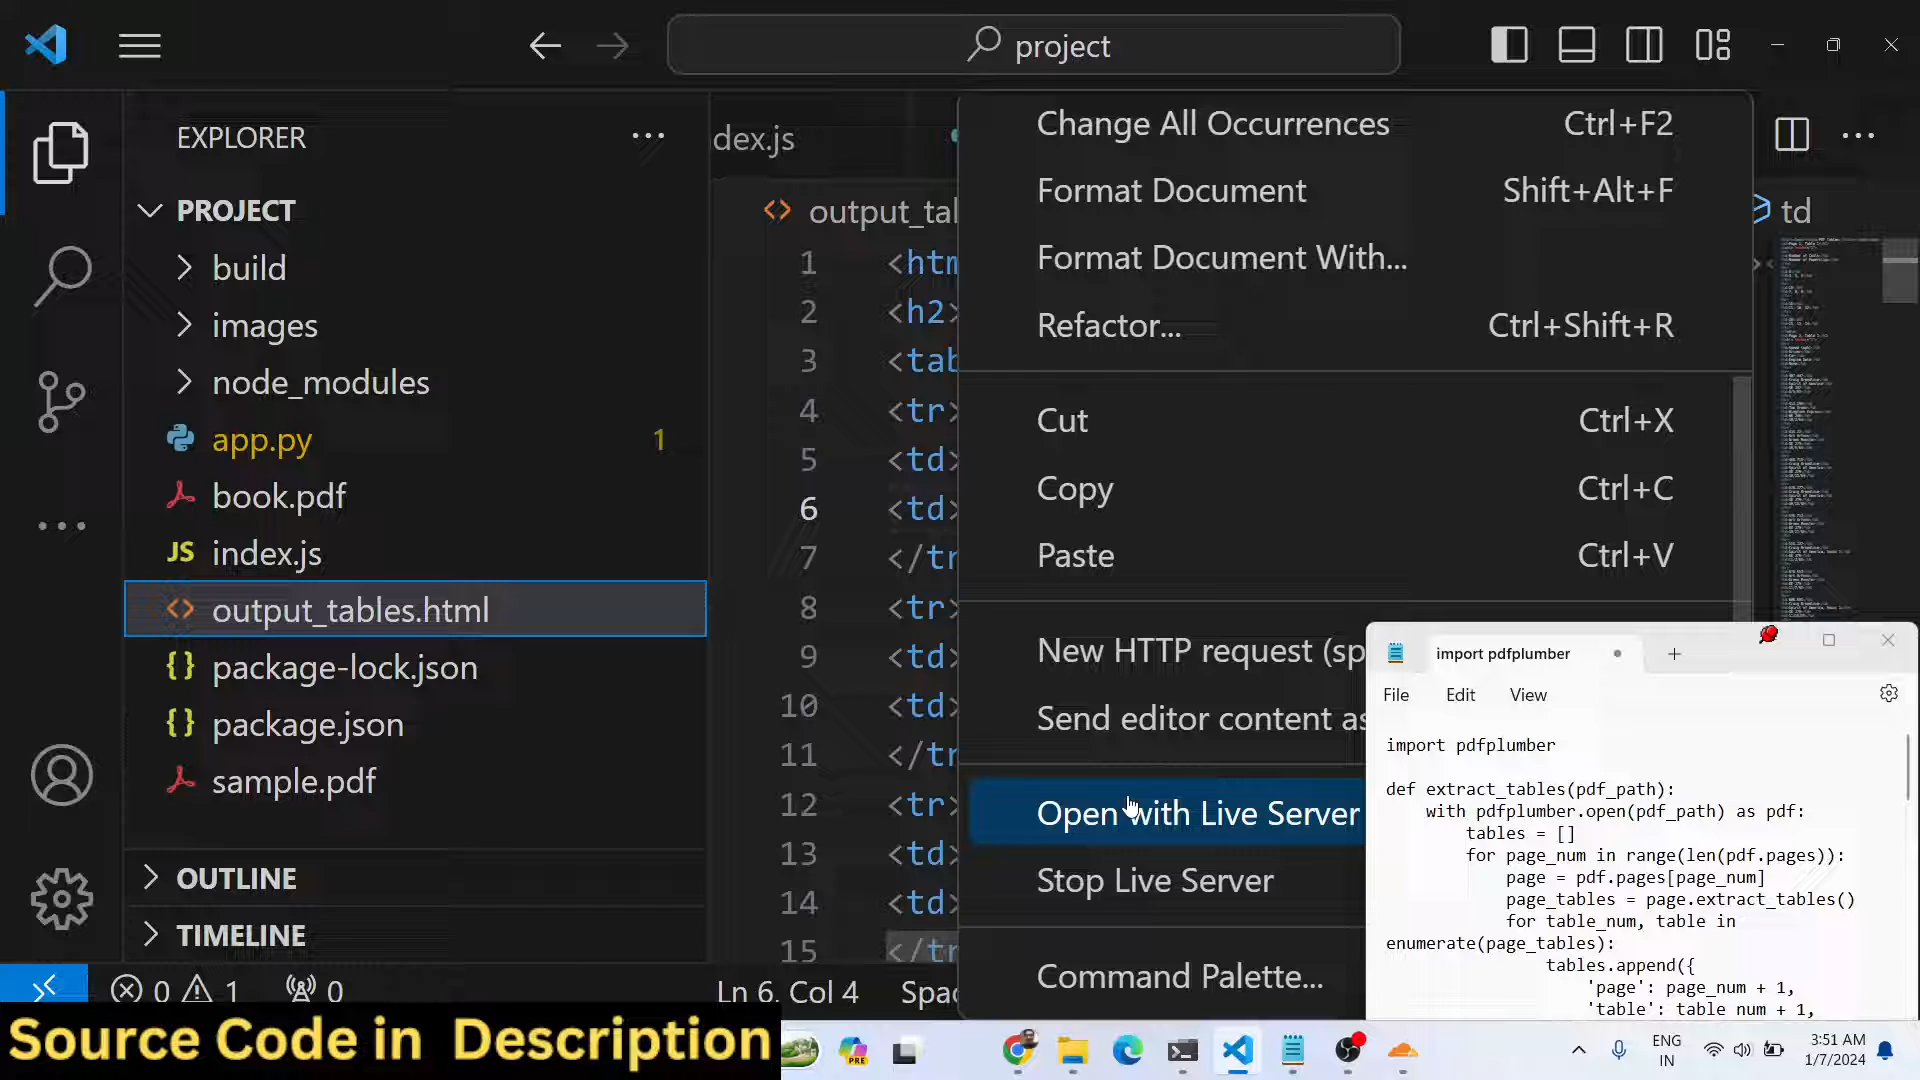 project
EXPLORER
PROJECT
build
images
node_modules
app.py 1
book.pdf
JS index.js
output_tables.html
{} package-lock.json
{} package.json
sample.pdf
OUTLINE
TIMELINE
dex.js
<> output_tal
td
1 <htm
2 <h2>
3 <tab
4 <tr>
5 <td>
6 <td>
7 </tr
8 <tr>
9 <td>
10 <td>
11 </tr
12 <tr>
13 <td>
14 <td>
15 </tr
Change All Occurrences Ctrl+F2
Format Document Shift+Alt+F
Format Document With...
Refactor... Ctrl+Shift+R
Cut Ctrl+X
Copy Ctrl+C
Paste Ctrl+V
New HTTP request (sp
Send editor content as
Open with Live Server
Stop Live Server
Command Palette...
import pdfplumber
File Edit View
import pdfplumber
def extract_tables(pdf_path):
with pdfplumber.open(pdf_path) as pdf:
tables = []
for page_num in range(len(pdf.pages)):
page = pdf.pages[page_num]
page_tables = page.extract_tables()
for table_num, table in
enumerate(page_tables):
tables.append({
'page': page_num + 1,
'table': table_num + 1,
0 1 0
Ln 6, Col 4 Spac
Source Code in Description
PRE
ENG
IN
3:51 AM
1/7/2024